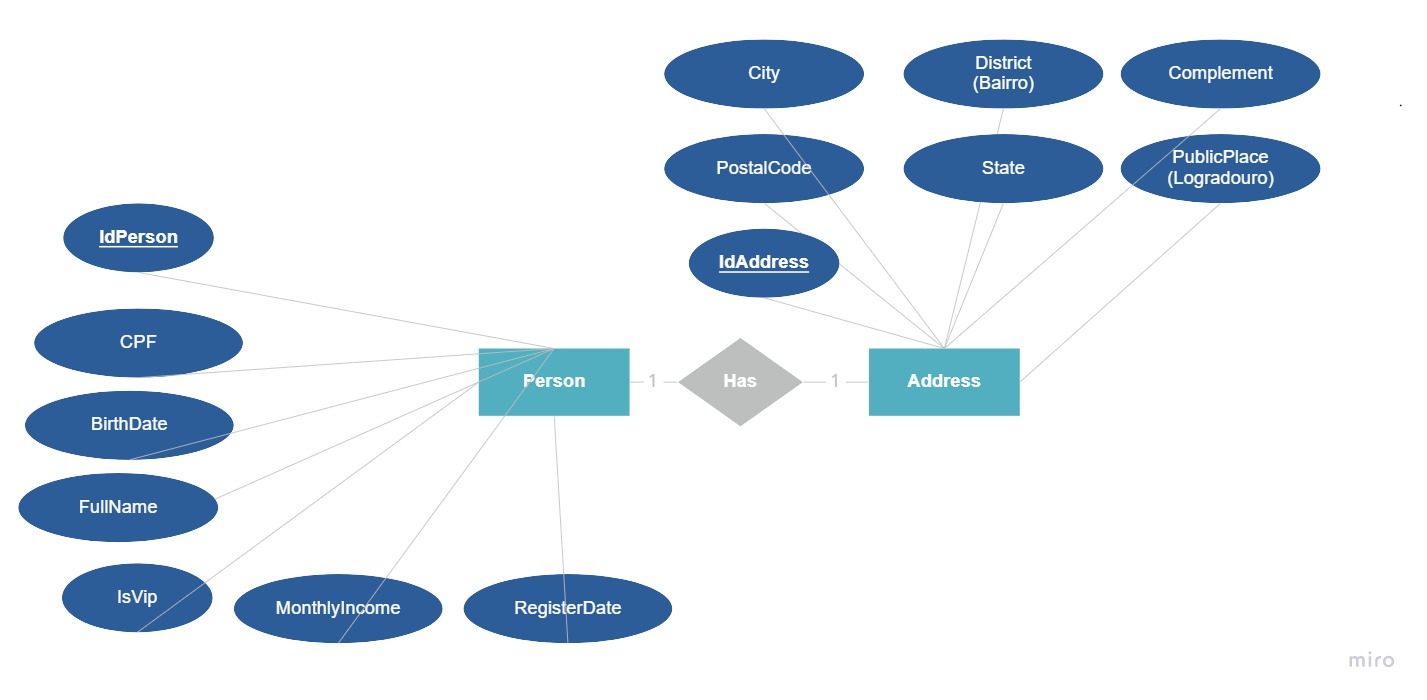 City
District
(Bairro)
Complement
PostalCode
State
PublicPlace
(Logradouro)
IdPerson
IdAddress
CPF
Person
1
Has
1
Address
BirthDate
FullName
IsVip
MonthlyIncome
RegisterDate
miro